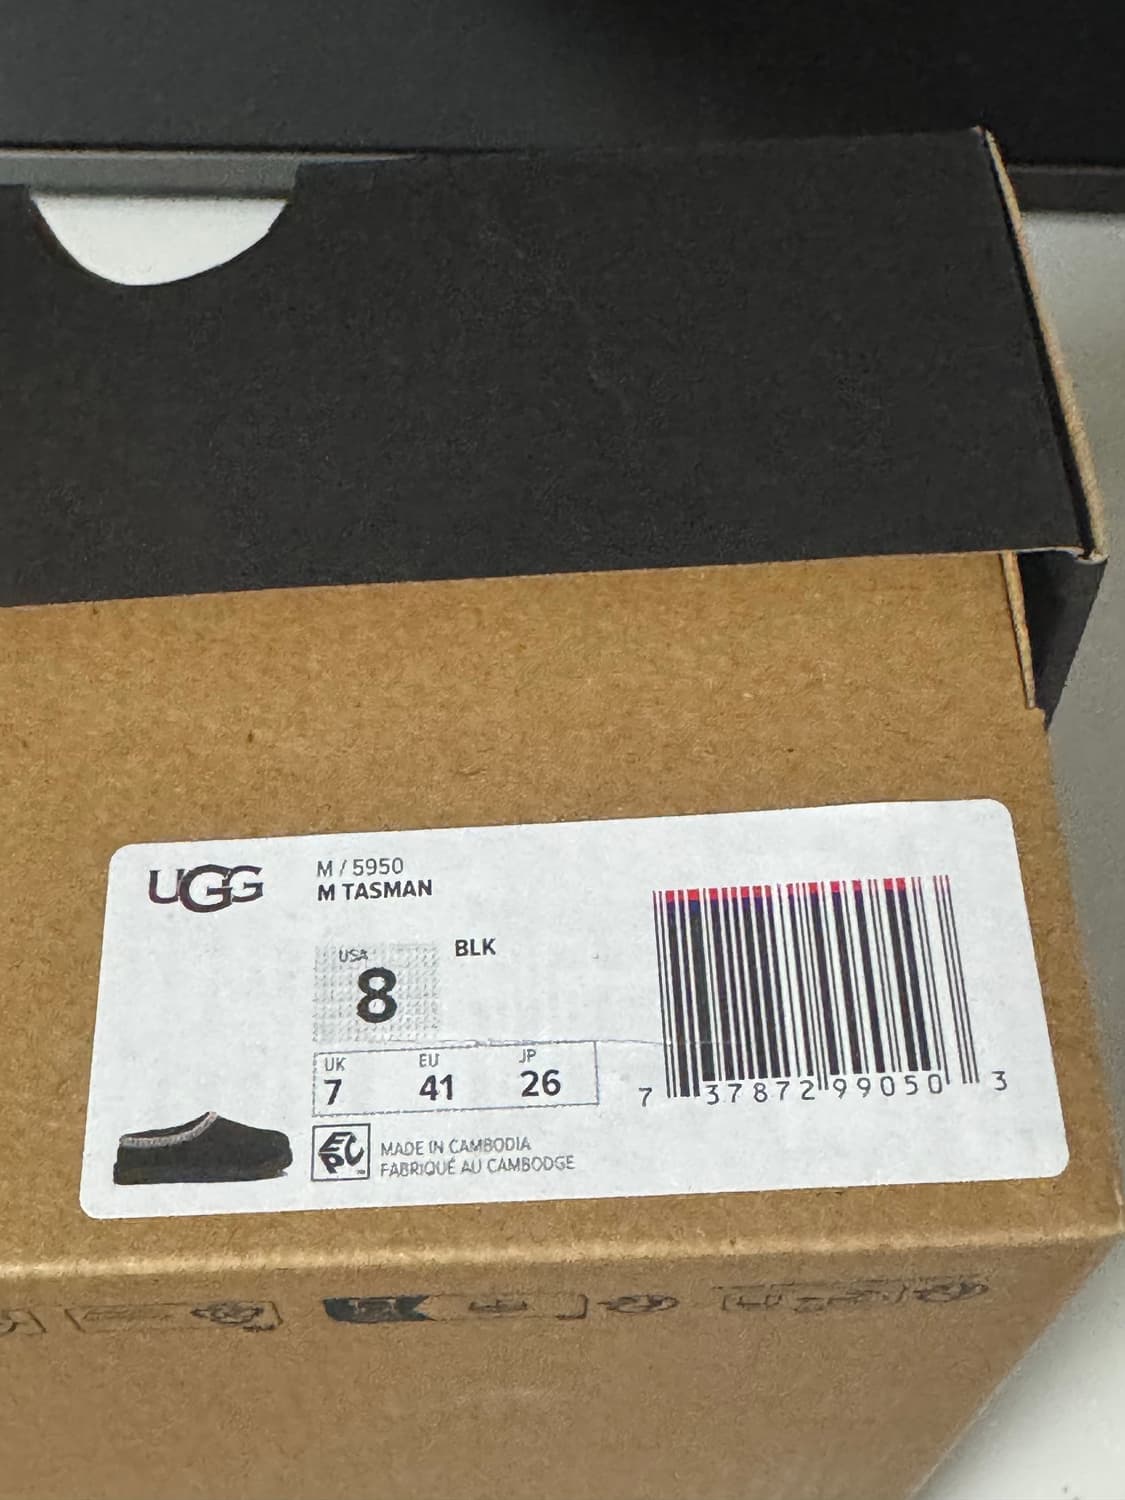 UGG
M / 5950
M TASMAN
USA
8
BLK
UK EU JP
7 41 26
7 37872 99050 3
MADE IN CAMBODIA
FABRIQUÉ AU CAMBODGE